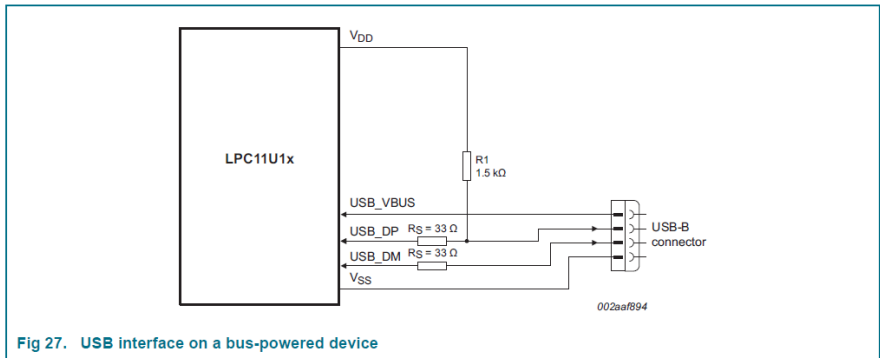 VDD
LPC11U1x
R1
1.5 kΩ
USB_VBUS
USB_DP RS = 33 Ω
USB-B
connector
USB_DM RS = 33 Ω
VSS
002aaf894
Fig 27. USB interface on a bus-powered device